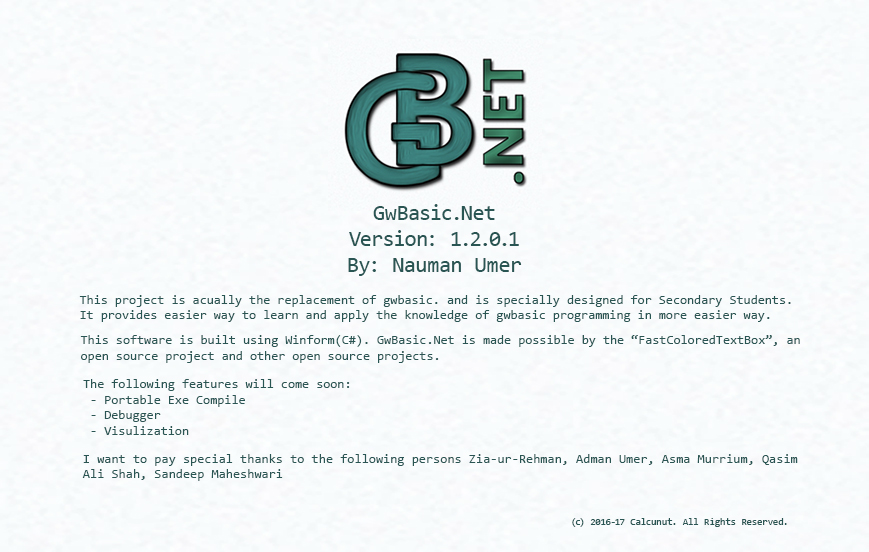 GB .NET
GwBasic.Net
Version: 1.2.0.1
By: Nauman Umer
This project is acually the replacement of gwbasic. and is specially designed for Secondary Students.
It provides easier way to learn and apply the knowledge of gwbasic programming in more easier way.
This software is built using Winform(C#). GwBasic.Net is made possible by the “FastColoredTextBox”, an
open source project and other open source projects.
The following features will come soon:
- Portable Exe Compile
- Debugger
- Visulization
I want to pay special thanks to the following persons Zia-ur-Rehman, Adman Umer, Asma Murrium, Qasim
Ali Shah, Sandeep Maheshwari
(c) 2016-17 Calcunut. All Rights Reserved.